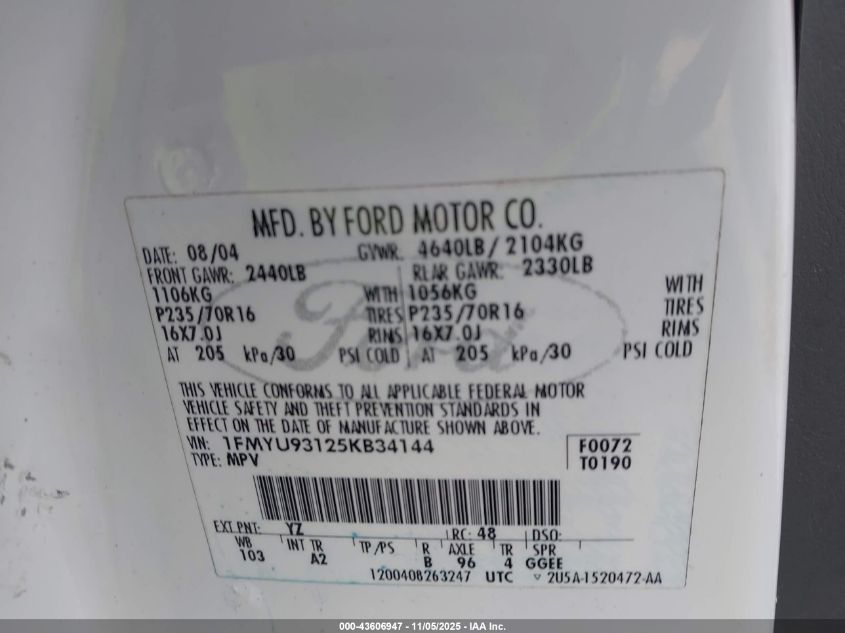 MFD. BY FORD MOTOR CO.
DATE: 08/04 GVWR: 4640LB / 2104KG
FRONT GAWR: 2440LB REAR GAWR: 2330LB
1106KG WITH 1056KG WITH
P235/70R16 TIRES P235/70R16 TIRES
16X7.0J RIMS 16X7.0J RIMS
AT 205 kPa/30 PSI COLD AT 205 kPa/30 PSI COLD
Ford
THIS VEHICLE CONFORMS TO ALL APPLICABLE FEDERAL MOTOR
VEHICLE SAFETY AND THEFT PREVENTION STANDARDS IN
EFFECT ON THE DATE OF MANUFACTURE SHOWN ABOVE.
VIN: 1FMYU93125KB34144 F0072
TYPE: MPV T0190
EXT PNT: YZ RC: 48 DSO:
WB INT TR TP/PS R AXLE TR SPR
103 A2 B 96 4 GGEE
1200408263247 UTC ▽ 2U5A-1520472-AA
000-43606947 - 11/05/2025 - IAA Inc.